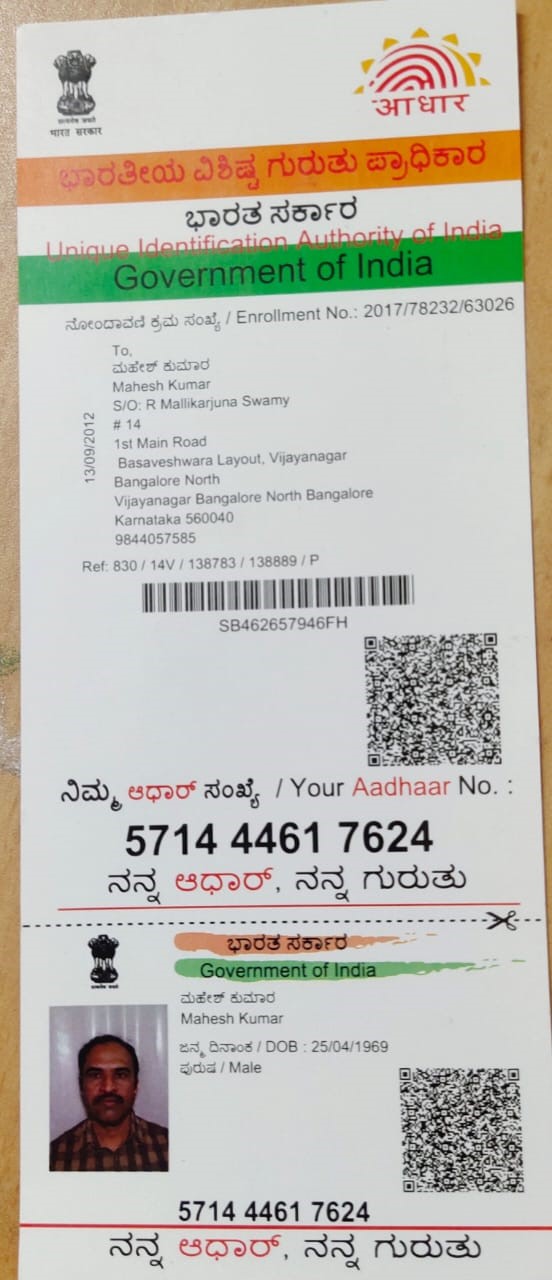 सत्यमेव जयते
भारत सरकार
आधार
ಭಾರತೀಯ ವಿಶಿಷ್ಟ ಗುರುತು ಪ್ರಾಧಿಕಾರ
ಭಾರತ ಸರ್ಕಾರ
Unique Identification Authority of India
Government of India
ನೋಂದಾವಣಿ ಕ್ರಮ ಸಂಖ್ಯೆ / Enrollment No.: 2017/78232/63026
13/09/2012
To,
ಮಹೇಶ್ ಕುಮಾರ
Mahesh Kumar
S/O: R Mallikarjuna Swamy
# 14
1st Main Road
Basaveshwara Layout, Vijayanagar
Bangalore North
Vijayanagar Bangalore North Bangalore
Karnataka 560040
9844057585
Ref: 830 / 14V / 138783 / 138889 / P
SB462657946FH
ನಿಮ್ಮ ಆಧಾರ್ ಸಂಖ್ಯೆ / Your Aadhaar No. :
5714 4461 7624
ನನ್ನ ಆಧಾರ್, ನನ್ನ ಗುರುತು
ಭಾರತ ಸರ್ಕಾರ
Government of India
ಮಹೇಶ್ ಕುಮಾರ
Mahesh Kumar
ಜನ್ಮ ದಿನಾಂಕ / DOB : 25/04/1969
ಪುರುಷ / Male
5714 4461 7624
ನನ್ನ ಆಧಾರ್, ನನ್ನ ಗುರುತು